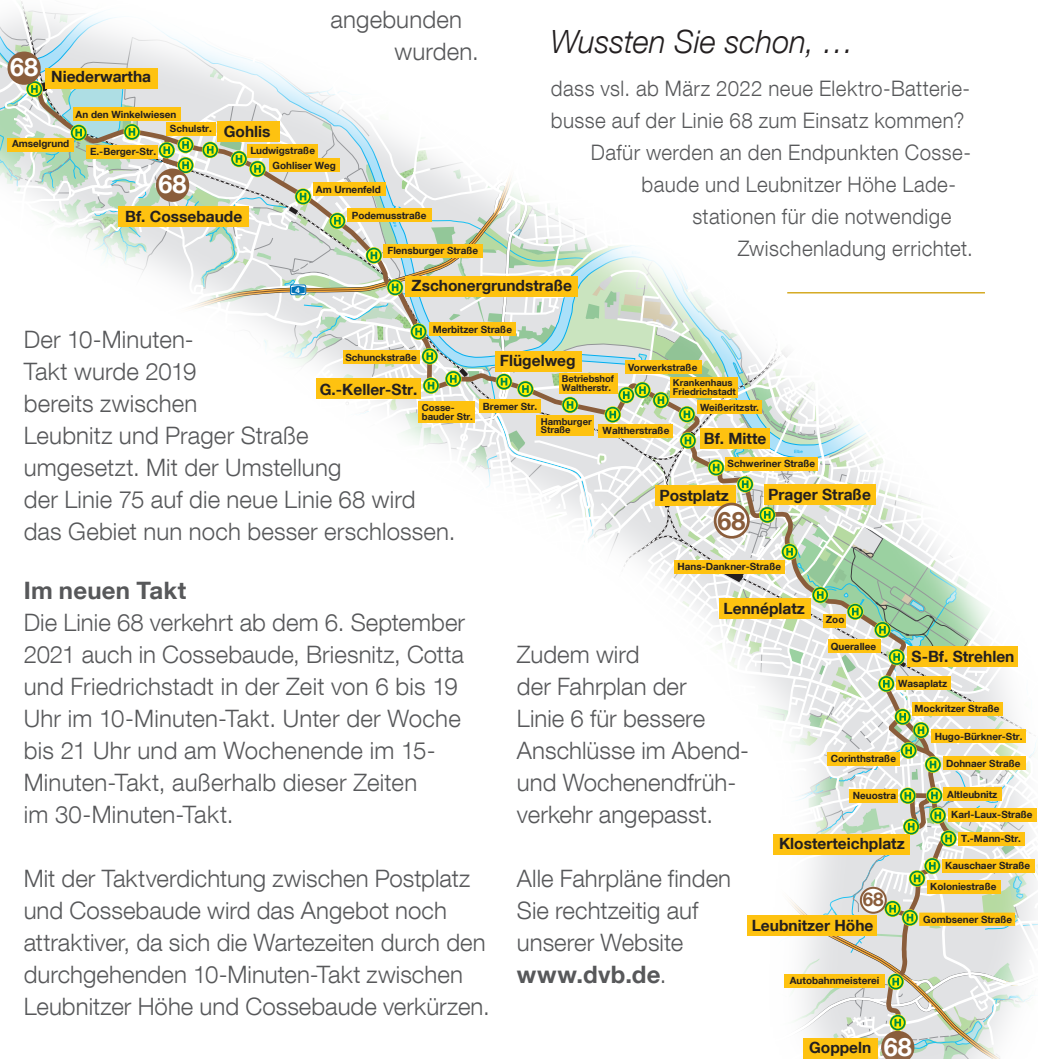 angebunden
wurden.
Wussten Sie schon, …
dass vsl. ab März 2022 neue Elektro-Batterie-
busse auf der Linie 68 zum Einsatz kommen?
Dafür werden an den Endpunkten Cosse-
baude und Leubnitzer Höhe Lade-
stationen für die notwendige
Zwischenladung errichtet.
68
Niederwartha
An den Winkelwiesen
Amselgrund
Schulstr.
Gohlis
E.-Berger-Str.
Ludwigstraße
Gohliser Weg
68
Bf. Cossebaude
Am Urnenfeld
Podemusstraße
Flensburger Straße
4
Zschonergrundstraße
Merbitzer Straße
Schunckstraße
G.-Keller-Str.
Cosse-
bauder Str.
Flügelweg
Bremer Str.
Hamburger
Straße
Betriebshof
Waltherstr.
Waltherstraße
Vorwerkstraße
Krankenhaus
Friedrichstadt
Weißeritzstr.
Bf. Mitte
Schweriner Straße
Postplatz
68
Prager Straße
Hans-Dankner-Straße
Lennéplatz
Zoo
Querallee
S-Bf. Strehlen
Wasaplatz
Mockritzer Straße
Hugo-Bürkner-Str.
Corinthstraße
Dohnaer Straße
Neuostra
Altleubnitz
Karl-Laux-Straße
Klosterteichplatz
T.-Mann-Str.
Kauschaer Straße
Koloniestraße
68
Leubnitzer Höhe
Gombsener Straße
Autobahnmeisterei
Goppeln
68
Der 10-Minuten-
Takt wurde 2019
bereits zwischen
Leubnitz und Prager Straße
umgesetzt. Mit der Umstellung
der Linie 75 auf die neue Linie 68 wird
das Gebiet nun noch besser erschlossen.
Im neuen Takt
Die Linie 68 verkehrt ab dem 6. September
2021 auch in Cossebaude, Briesnitz, Cotta
und Friedrichstadt in der Zeit von 6 bis 19
Uhr im 10-Minuten-Takt. Unter der Woche
bis 21 Uhr und am Wochenende im 15-
Minuten-Takt, außerhalb dieser Zeiten
im 30-Minuten-Takt.
Mit der Taktverdichtung zwischen Postplatz
und Cossebaude wird das Angebot noch
attraktiver, da sich die Wartezeiten durch den
durchgehenden 10-Minuten-Takt zwischen
Leubnitzer Höhe und Cossebaude verkürzen.
Zudem wird
der Fahrplan der
Linie 6 für bessere
Anschlüsse im Abend-
und Wochenendfrüh-
verkehr angepasst.
Alle Fahrpläne finden
Sie rechtzeitig auf
unserer Website
www.dvb.de.